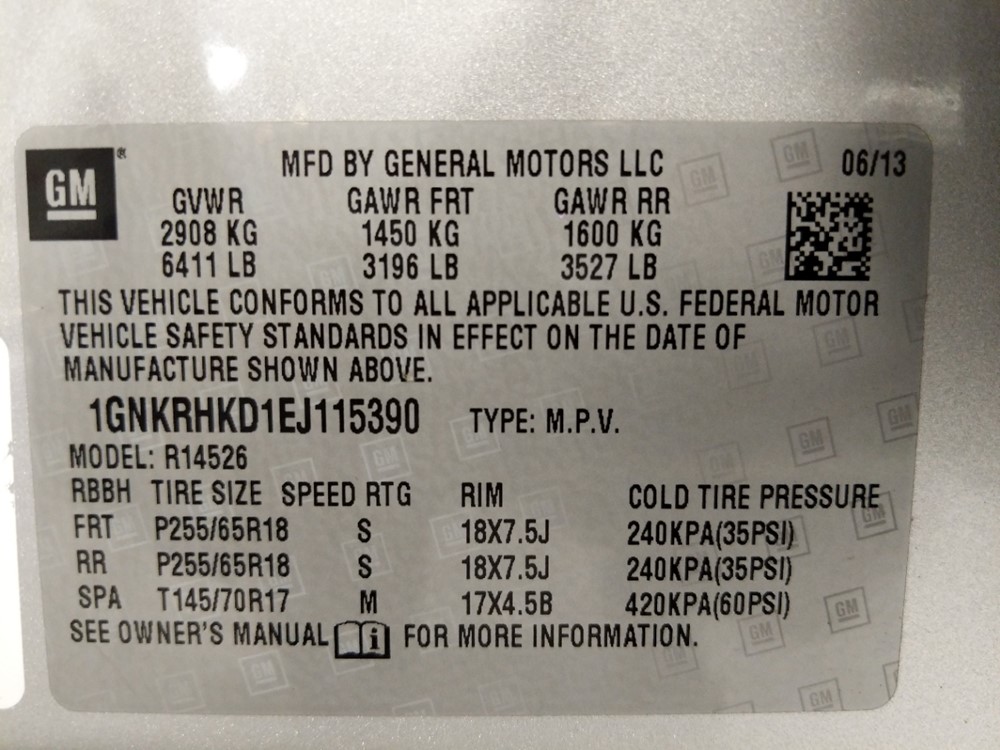 GM®
MFD BY GENERAL MOTORS LLC 06/13
GVWR GAWR FRT GAWR RR
2908 KG 1450 KG 1600 KG
6411 LB 3196 LB 3527 LB
THIS VEHICLE CONFORMS TO ALL APPLICABLE U.S. FEDERAL MOTOR
VEHICLE SAFETY STANDARDS IN EFFECT ON THE DATE OF
MANUFACTURE SHOWN ABOVE.
1GNKRHKD1EJ115390 TYPE: M.P.V.
MODEL: R14526
RBBH TIRE SIZE SPEED RTG RIM COLD TIRE PRESSURE
FRT P255/65R18 S 18X7.5J 240KPA(35PSI)
RR P255/65R18 S 18X7.5J 240KPA(35PSI)
SPA T145/70R17 M 17X4.5B 420KPA(60PSI)
SEE OWNER'S MANUAL i FOR MORE INFORMATION.